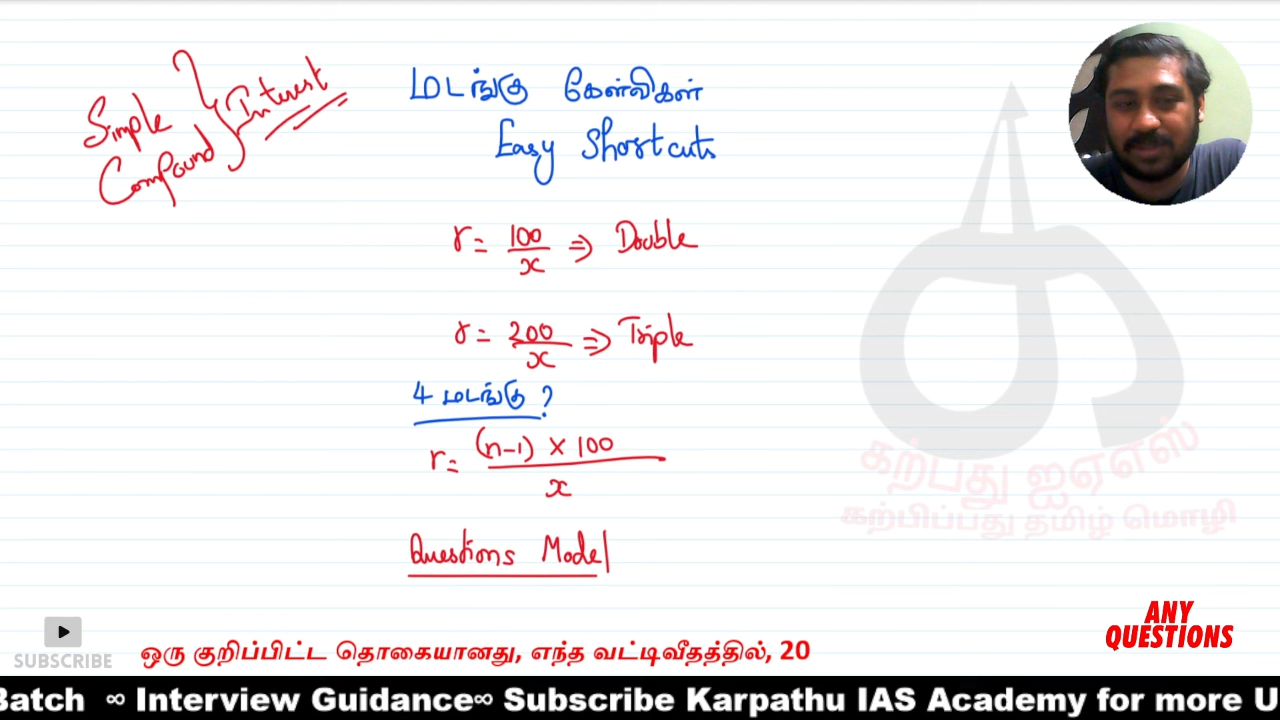 Simple
Compound } Interest
மடங்கு கேள்விகள்
Easy Shortcuts
r = 100/x ⇒ Double
r = 200/x ⇒ Triple
4 மடங்கு ?
r = (n-1) × 100 / x
Questions Model
கற்பது ஐஏஎஸ்
கற்பிப்பது தமிழ் மொழி
ANY
QUESTIONS
SUBSCRIBE
ஒரு குறிப்பிட்ட தொகையானது, எந்த வட்டிவீதத்தில், 20
Batch ∞ Interview Guidance∞ Subscribe Karpathu IAS Academy for more U